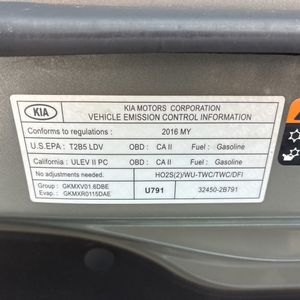 KIA
KIA MOTORS CORPORATION
VEHICLE EMISSION CONTROL INFORMATION
Conforms to regulations : 2016 MY
U.S.EPA : T2B5 LDV OBD : CA II Fuel : Gasoline
California : ULEV II PC OBD : CA II Fuel : Gasoline
No adjustments needed. HO2S(2)/WU-TWC/TWC/DFI
Group : GKMXV01.6DBE
Evap. : GKMXR0115DAE
U791
32450-2B791